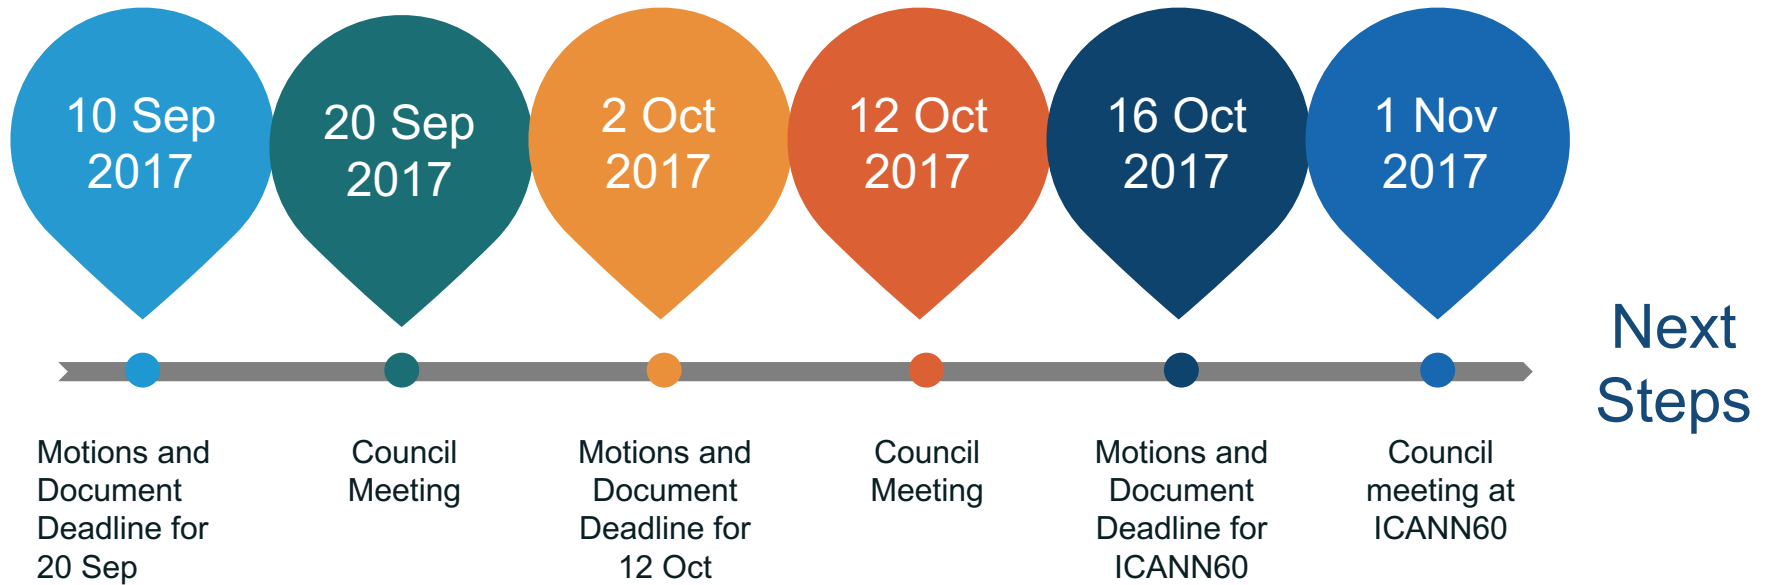 10 Sep
2017
20 Sep
2017
2 Oct
2017
12 Oct
2017
16 Oct
2017
1 Nov
2017
Next
Steps
Motions and
Document
Deadline for
20 Sep
Council
Meeting
Motions and
Document
Deadline for
12 Oct
Council
Meeting
Motions and
Document
Deadline for
ICANN60
Council
meeting at
ICANN60